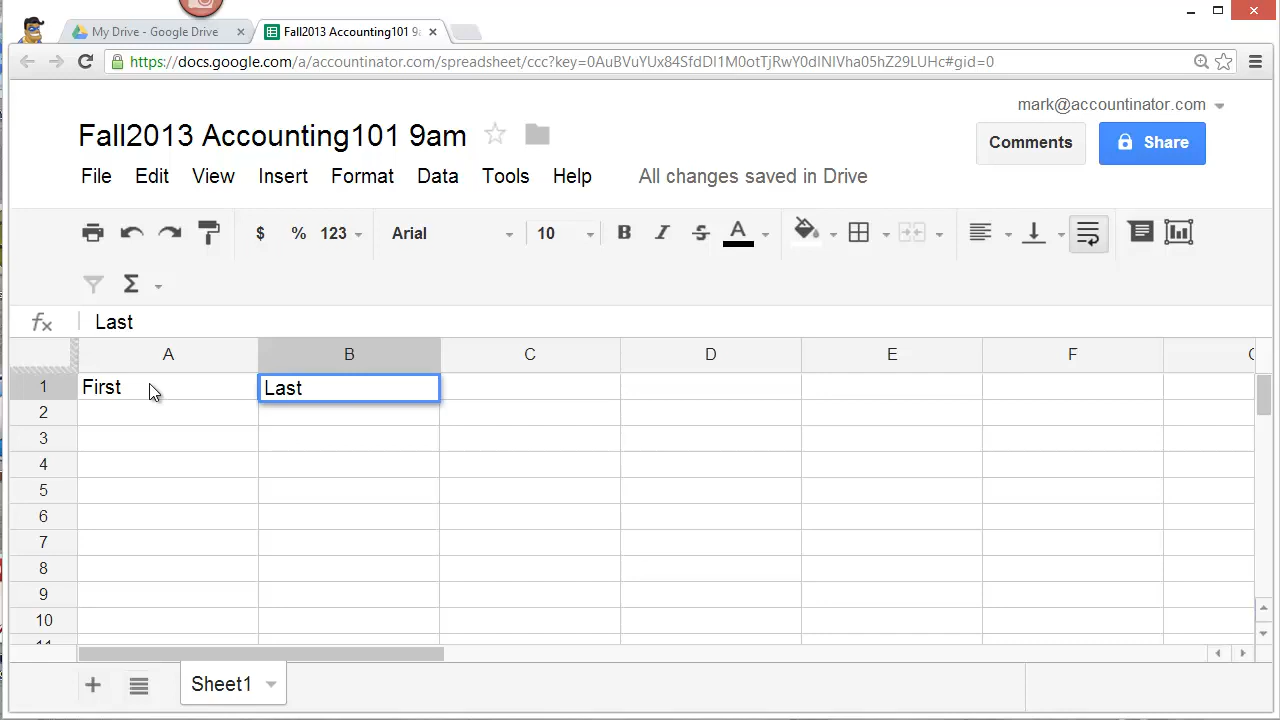 My Drive - Google Drive
Fall2013 Accounting101 9a
https://docs.google.com/a/accountinator.com/spreadsheet/ccc?key=0AuBVuYUx84SfdDI1M0otTjRwY0dINIVha05hZ29LUHc#gid=0
mark@accountinator.com
Fall2013 Accounting101 9am
Comments
Share
File Edit View Insert Format Data Tools Help All changes saved in Drive
$ % 123 Arial 10 B I S A
Σ
fx Last
A B C D E F
1 First Last
2
3
4
5
6
7
8
9
10
Sheet1